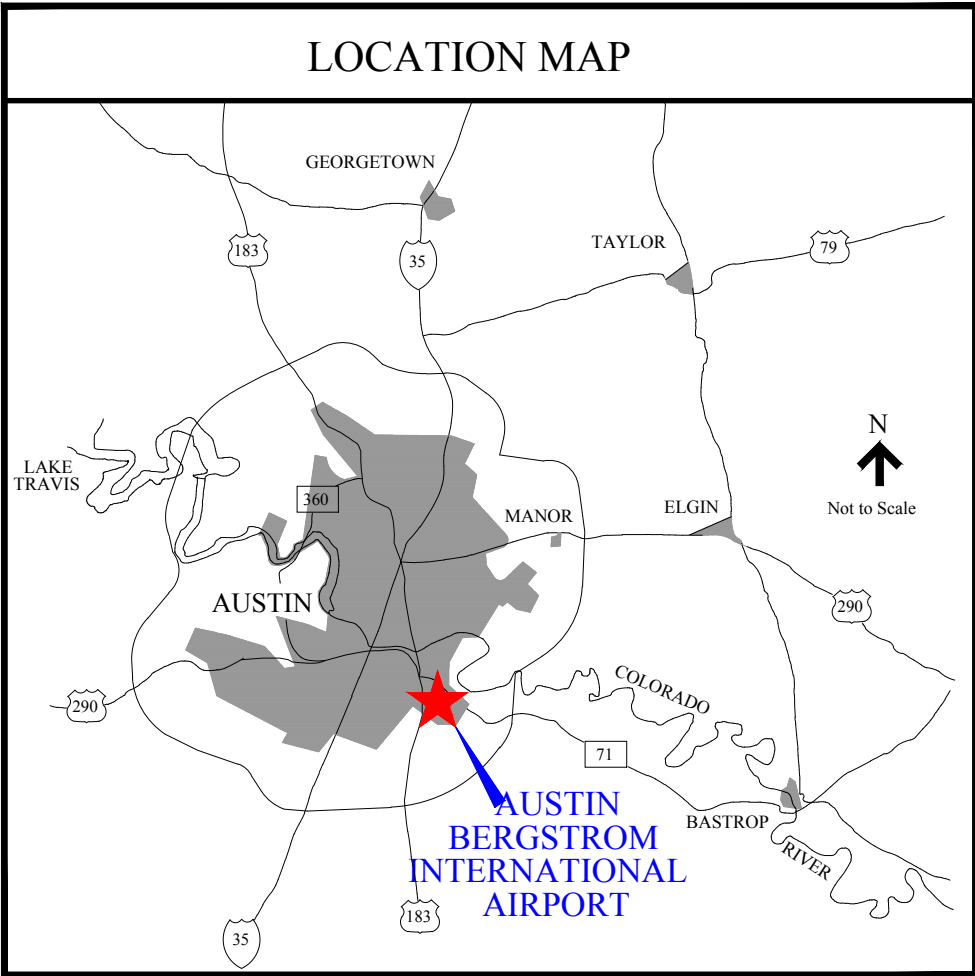 LOCATION MAP
GEORGETOWN
TAYLOR
183
35
79
LAKE
TRAVIS
360
MANOR
ELGIN
N
Not to Scale
AUSTIN
290
290
COLORADO
71
AUSTIN
BERGSTROM
INTERNATIONAL
AIRPORT
BASTROP
RIVER
183
35